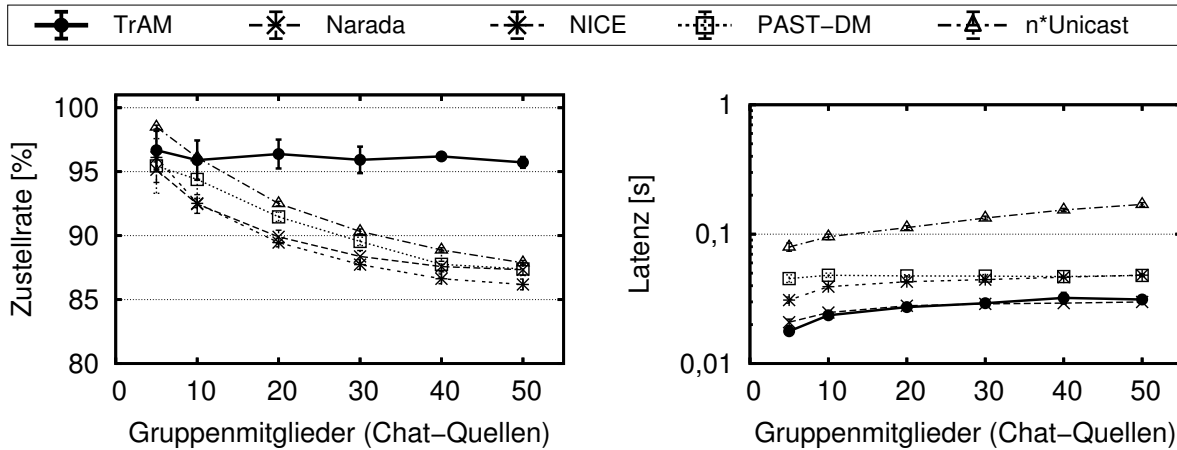 TrAM Narada NICE PAST-DM n*Unicast
Zustellrate [%]
100
95
90
85
80
0 10 20 30 40 50
Gruppenmitglieder (Chat-Quellen)
Latenz [s]
1
0,1
0,01
0 10 20 30 40 50
Gruppenmitglieder (Chat-Quellen)